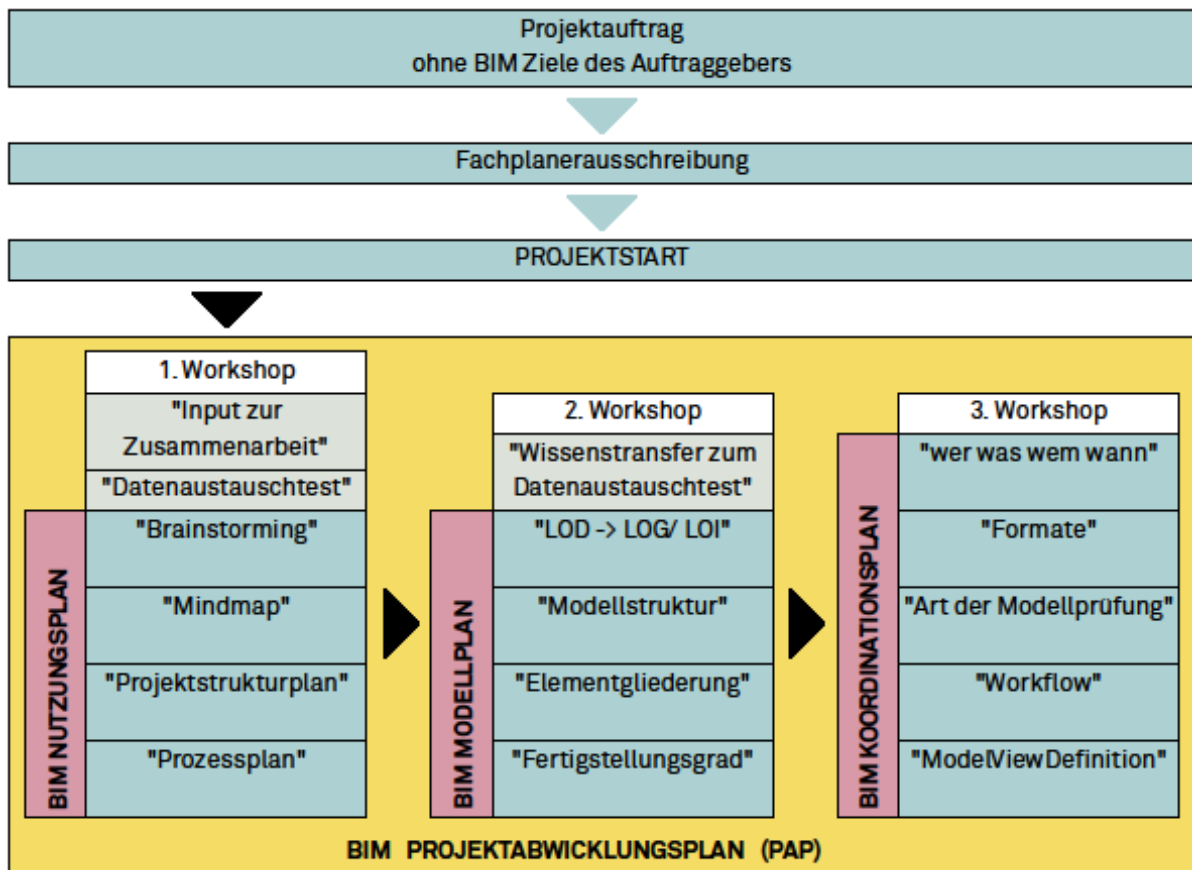 Projektauftrag
ohne BIM Ziele des Auftraggebers
Fachplanerausschreibung
PROJEKTSTART
1. Workshop
"Input zur
Zusammenarbeit"
"Datenaustauschtest"
BIM NUTZUNGSPLAN
"Brainstorming"
"Mindmap"
"Projektstrukturplan"
"Prozessplan"
2. Workshop
"Wissenstransfer zum
Datenaustauschtest"
BIM MODELLPLAN
"LOD -> LOG/ LOI"
"Modellstruktur"
"Elementgliederung"
"Fertigstellungsgrad"
3. Workshop
BIM KOORDINATIONSPLAN
"wer was wem wann"
"Formate"
"Art der Modellprüfung"
"Workflow"
"ModelViewDefinition"
BIM PROJEKTABWICKLUNGSPLAN (PAP)